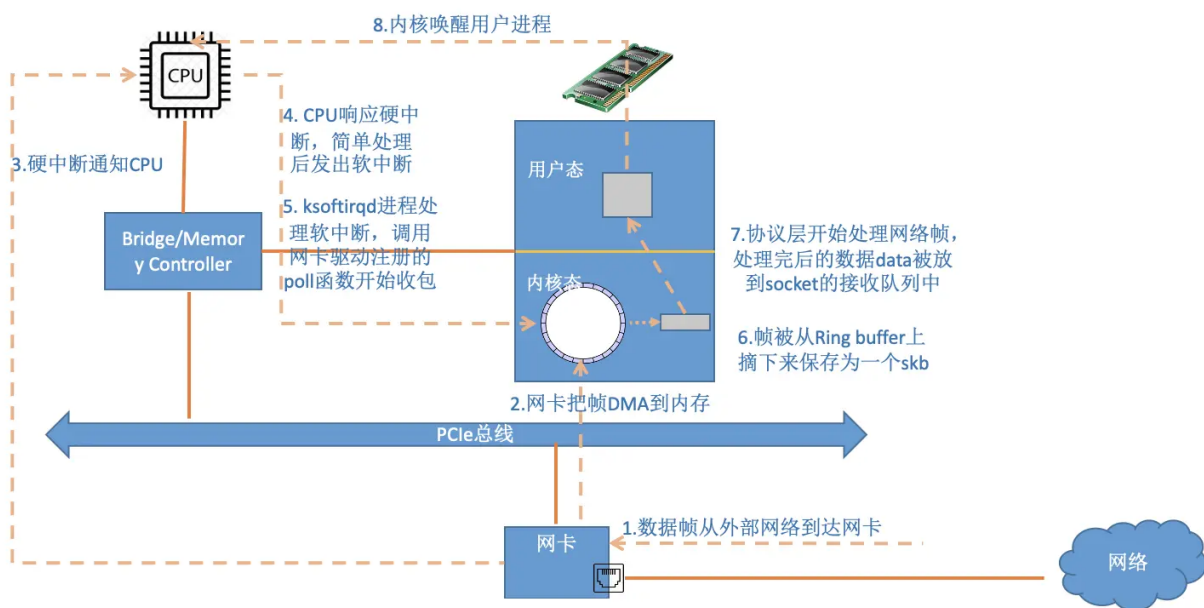 8.内核唤醒用户进程
CPU
4. CPU响应硬中
断，简单处理
后发出软中断
3.硬中断通知CPU
用户态
5. ksoftirqd进程处
理软中断，调用
网卡驱动注册的
poll函数开始收包
Bridge/Memor
y Controller
7.协议层开始处理网络帧，
处理完后的数据data被放
到socket的接收队列中
内核态
6.帧被从Ring buffer上
摘下来保存为一个skb
2.网卡把帧DMA到内存
PCIe总线
1.数据帧从外部网络到达网卡
网卡
网络